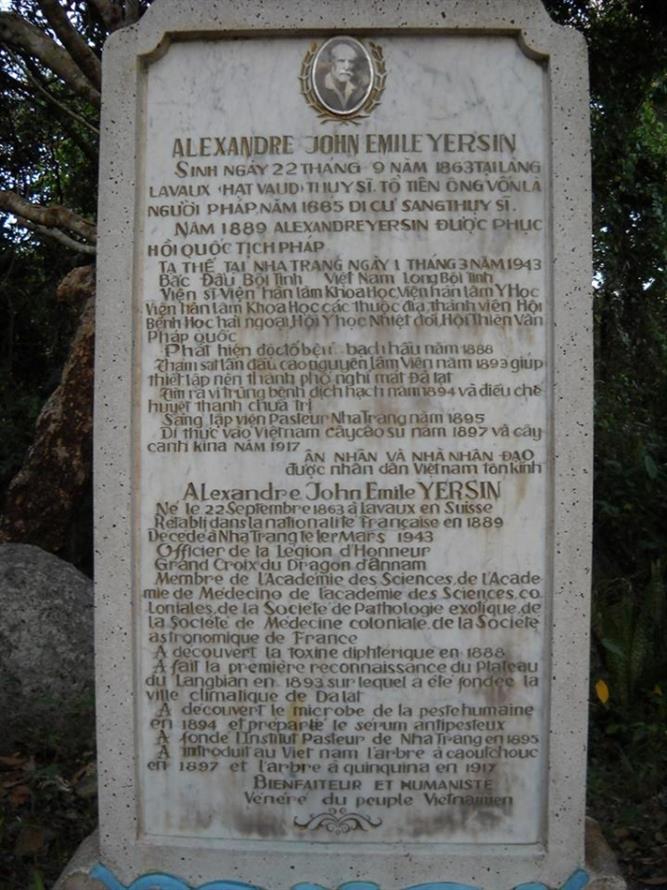 ALEXANDRE JOHN EMILE YERSIN
SINH NGÀY 22 THÁNG 9 NĂM 1863 TẠI LÀNG
LAVAUX (HẠT VAUD) THỤY SĨ. TỔ TIÊN ÔNG VỐN LÀ
NGƯỜI PHÁP, NĂM 1685 DI CƯ SANG THỤY SĨ.
NĂM 1889 ALEXANDRE YERSIN ĐƯỢC PHỤC
HỒI QUỐC TỊCH PHÁP
TẠ THẾ TẠI NHA TRANG NGÀY 1 THÁNG 3 NĂM 1943
Bắc Đẩu Bội Tinh Việt Nam Long Bội Tinh
Viện sĩ Viện hàn lâm Khoa Học, Viện hàn lâm Y Học
Viện hàn lâm Khoa Học các thuộc địa, thành viên Hội
Bệnh Học hải ngoại, Hội Y học Nhiệt đới, Hội Thiên Văn
Pháp quốc
Phát hiện độc tố bệnh bạch hầu năm 1888
Thám sát lần đầu cao nguyên Lâm Viên năm 1893 giúp
thiết lập nên thành phố nghỉ mát Đà Lạt
Tìm ra vi trùng bệnh dịch hạch năm 1894 và điều chế
huyết thanh chữa trị
Sáng lập viện Pasteur Nha Trang năm 1895
Di thực vào Việt Nam cây cao su năm 1897 và cây
canh kina NĂM 1917
ÂN NHÂN VÀ NHÀ NHÂN ĐẠO
được nhân dân Việt Nam tôn kính
Alexandre John Emile YERSIN
Né le 22 Septembre 1863 à Lavaux en Suisse
Rétabli dans la nationalité Française en 1889
Décédé à Nha Trang le 1er Mars 1943
Officier de la Légion d'Honneur
Grand Croix du Dragon d'Annam
Membre de l'Académie des Sciences, de l'Acadé
mie de Médecine de l'académie des Sciences, co
loniales, de la Société de Pathologie exotique, de
la Société de Médecine coloniale, de la Société
astronomique de France
A découvert la toxine diphtérique en 1888
A fait la première reconnaissance du Plateau
du Langbian en 1893 sur lequel a été fondée la
ville climatique de Dalat
A découvert le microbe de la peste humaine
en 1894 et préparé le sérum antipesteux
A fondé l'Institut Pasteur de Nha Trang en 1895
A introduit au Viet nam l'arbre à caoutchouc
en 1897 et l'arbre à quinquina en 1917
BIENFAITEUR ET HUMANISTE
Vénéré du peuple Vietnamien